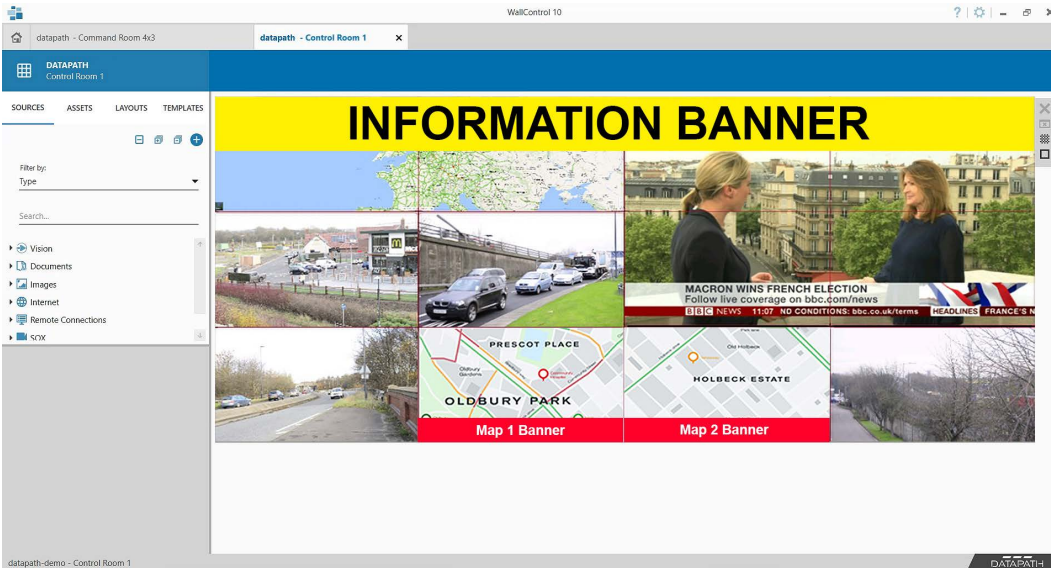 WallControl 10
datapath - Command Room 4x3
datapath - Control Room 1
DATAPATH
Control Room 1
SOURCES ASSETS LAYOUTS TEMPLATES
Filter by:
Type
Search...
Vision
Documents
Images
Internet
Remote Connections
SOX
INFORMATION BANNER
MACRON WINS FRENCH ELECTION
Follow live coverage on bbc.com/news
BBC NEWS 11:07 ND CONDITIONS: bbc.co.uk/terms HEADLINES FRANCE'S N
PRESCOT PLACE
Oldbury
Gardens
OLDBURY PARK
Map 1 Banner
Old Holbeck
HOLBECK ESTATE
Map 2 Banner
datapath-demo - Control Room 1
DATAPATH